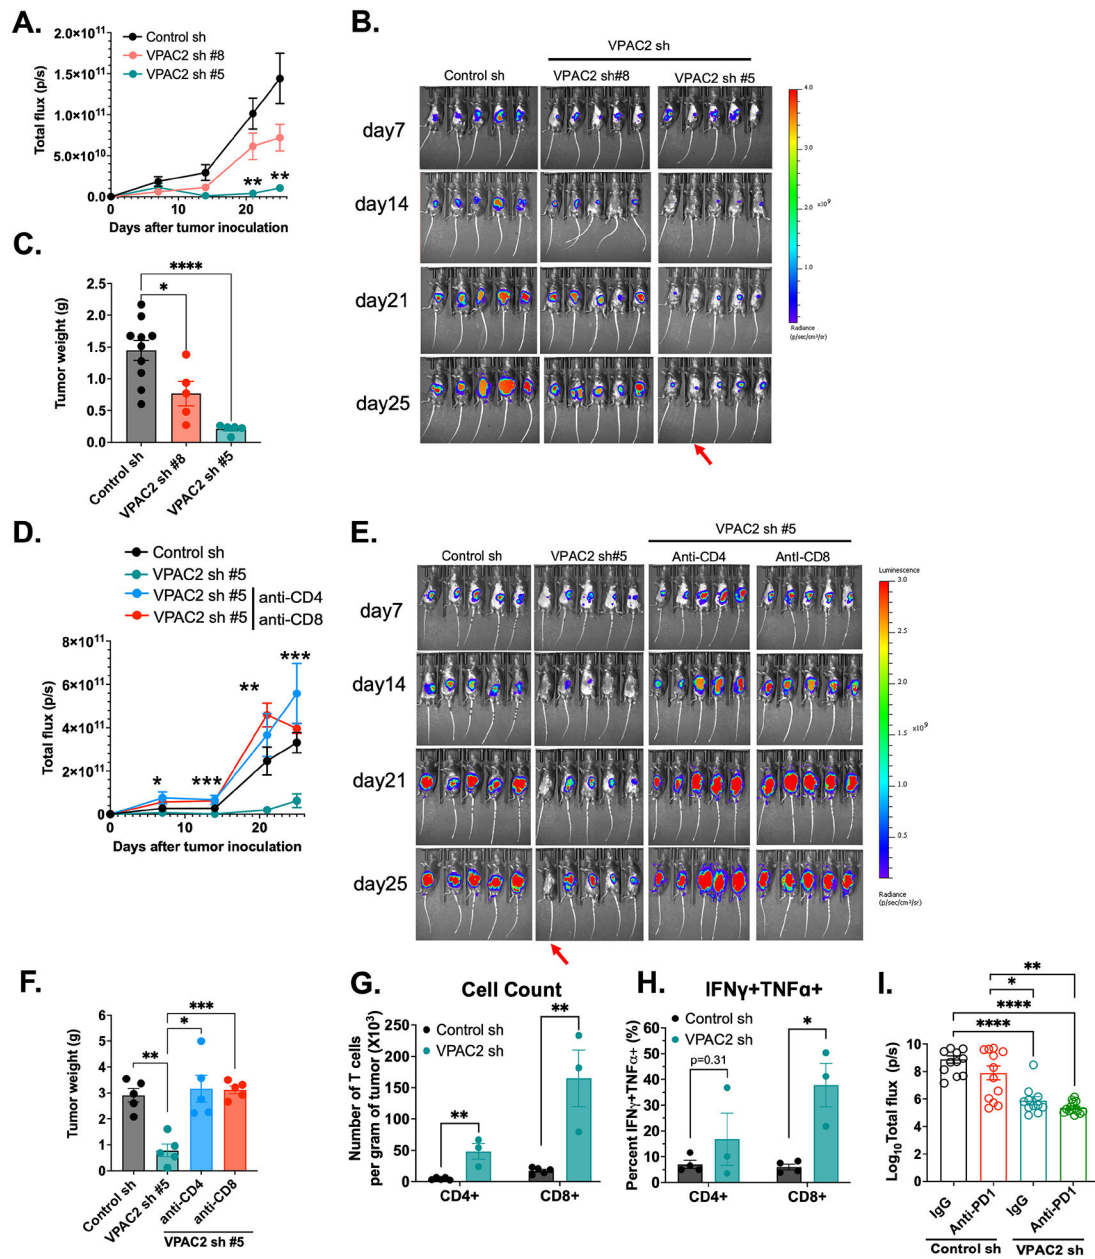 A.
Control sh
VPAC2 sh #8
VPAC2 sh #5
Total flux (p/s)
2.0×10¹¹
1.5×10¹¹
1.0×10¹¹
5.0×10¹⁰
0.0
**
**
0 10 20
Days after tumor inoculation
B.
VPAC2 sh
Control sh VPAC2 sh#8 VPAC2 sh #5
day7
day14
day21
day25
4.0
3.0
2.0
x10⁹
1.0
Radiance
(p/sec/cm²/sr)
C.
Tumor weight (g)
****
*
2.5
2.0
1.5
1.0
0.5
0.0
Control sh
VPAC2 sh #8
VPAC2 sh #5
D.
Control sh
VPAC2 sh #5
VPAC2 sh #5 anti-CD4
VPAC2 sh #5 anti-CD8
Total flux (p/s)
8×10¹¹
6×10¹¹
4×10¹¹
2×10¹¹
0
*
***
**
***
0 10 20
Days after tumor inoculation
E.
VPAC2 sh #5
Control sh VPAC2 sh#5 Anti-CD4 AntI-CD8
day7
day14
day21
day25
Luminescence
3.0
2.5
2.0
1.5
x10⁹
1.0
0.5
Radiance
(p/sec/cm²/sr)
F.
Tumor weight (g)
***
*
**
6
5
4
3
2
1
0
Control sh
VPAC2 sh #5
anti-CD4
anti-CD8
VPAC2 sh #5
G.
Cell Count
Number of T cells
per gram of tumor (X10³)
250
200
150
100
50
0
Control sh
VPAC2 sh
**
**
CD4+ CD8+
H.
IFNγ+TNFα+
Percent IFNγ+TNFα+ (%)
60
50
40
30
20
15
10
5
0
Control sh
VPAC2 sh
p=0.31
*
CD4+ CD8+
I.
Log₁₀Total flux (p/s)
**
*
****
****
10
8
6
4
2
0
IgG
Anti-PD1
IgG
Anti-PD1
Control sh VPAC2 sh